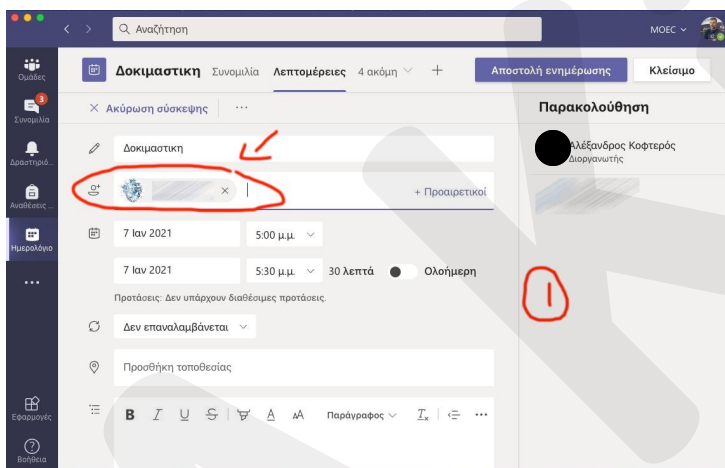 Αναζήτηση
MOEC
Ομάδες
3
Συνομιλία
Δραστηριό...
Αναθέσεις ...
Ημερολόγιο
Εφαρμογές
Βοήθεια
Δοκιμαστικη Συνομιλία Λεπτομέρειες 4 ακόμη +
Αποστολή ενημέρωσης Κλείσιμο
× Ακύρωση σύσκεψης ...
Δοκιμαστικη
× + Προαιρετικοί
7 Ιαν 2021 5:00 μ.μ.
7 Ιαν 2021 5:30 μ.μ. 30 λεπτά Ολοήμερη
Προτάσεις: Δεν υπάρχουν διαθέσιμες προτάσεις.
Δεν επαναλαμβάνεται
Προσθήκη τοποθεσίας
B I U S A AA Παράγραφος Tx ...
Παρακολούθηση
Αλέξανδρος Κοφτερός
Διοργανωτής
1